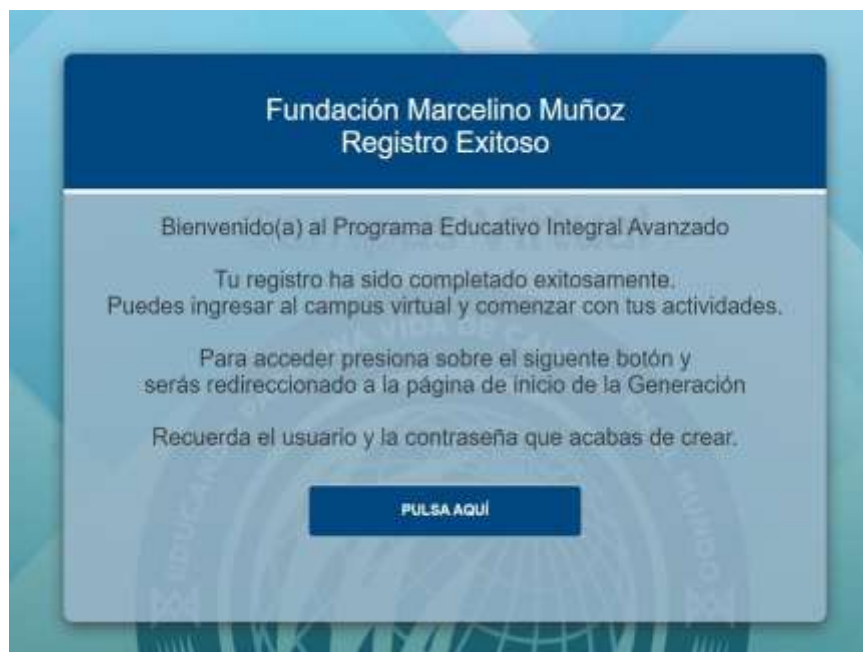 Fundación Marcelino Muñoz
Registro Exitoso
Bienvenido(a) al Programa Educativo Integral Avanzado
Tu registro ha sido completado exitosamente.
Puedes ingresar al campus virtual y comenzar con tus actividades.
Para acceder presiona sobre el siguente botón y
serás redireccionado a la página de inicio de la Generación
Recuerda el usuario y la contraseña que acabas de crear.
PULSA AQUÍ